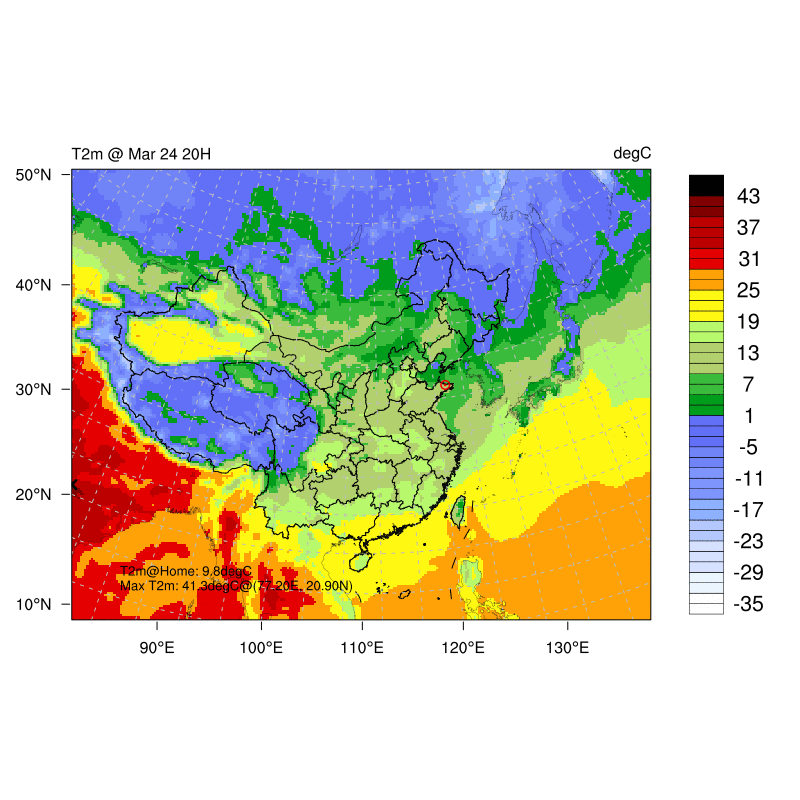 T2m @ Mar 24 20H degC
50°N
40°N
30°N
20°N
10°N
90°E 100°E 110°E 120°E 130°E
T2m@Home: 9.8degC
Max T2m: 41.3degC@(77.20E, 20.90N)
43
37
31
25
19
13
7
1
-5
-11
-17
-23
-29
-35